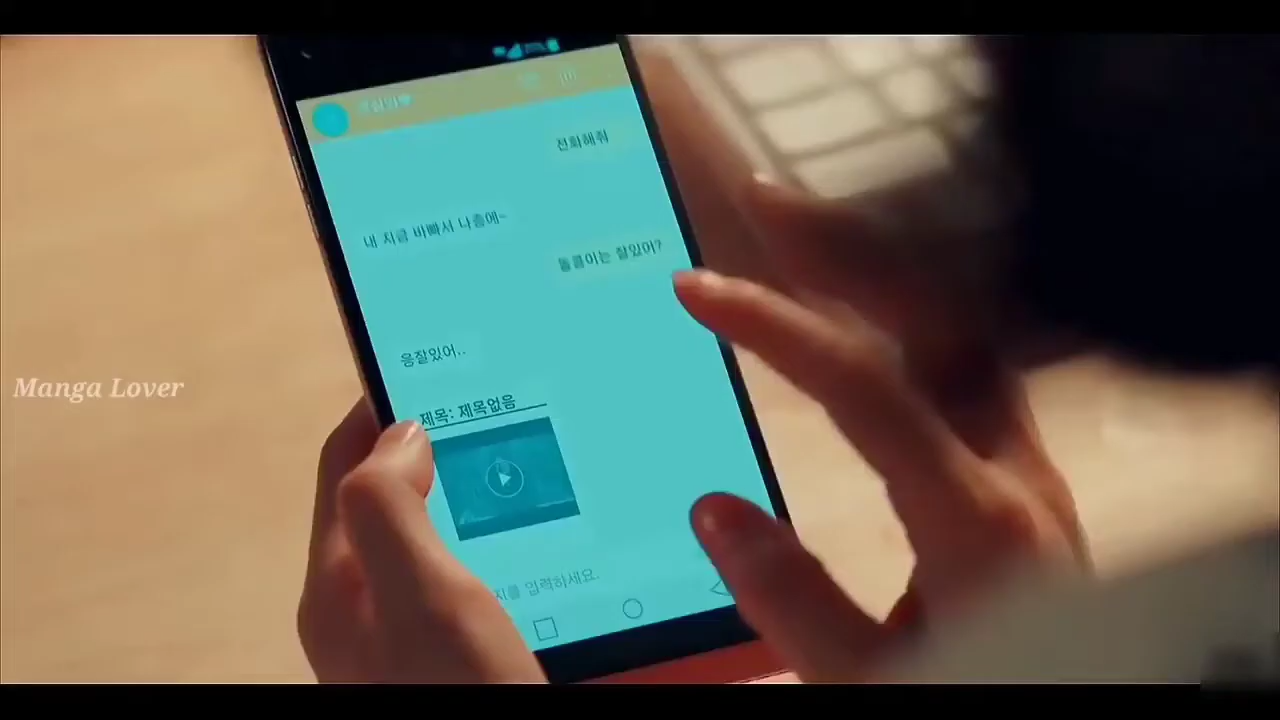 전화해줘
내 지금 바빠서 나중에~
돌콩이는 잘있어?
응잘있어..
제목: 제목없음
지를 입력하세요.
Manga Lover